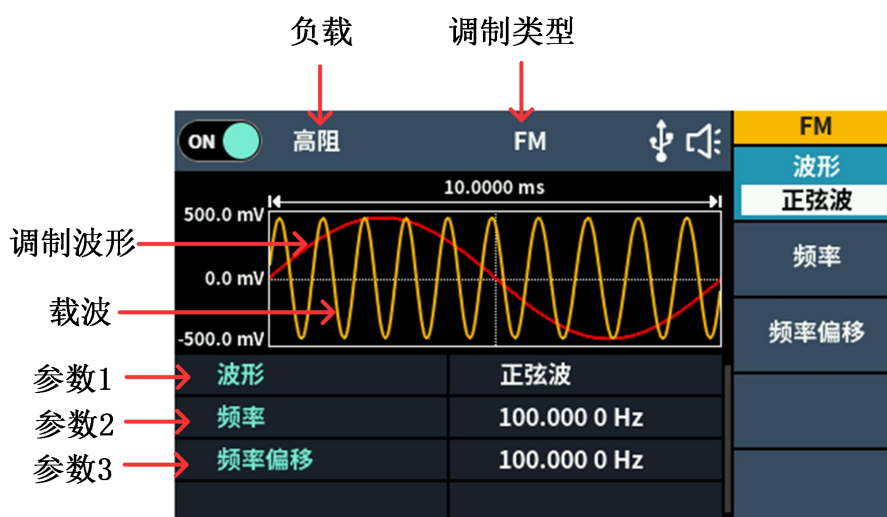 负载
调制类型
ON
高阻
FM
FM
波形
正弦波
10.0000 ms
500.0 mV
调制波形
频率
0.0 mV
载波
频率偏移
-500.0 mV
参数1
波形
正弦波
参数2
频率
100.000 0 Hz
参数3
频率偏移
100.000 0 Hz